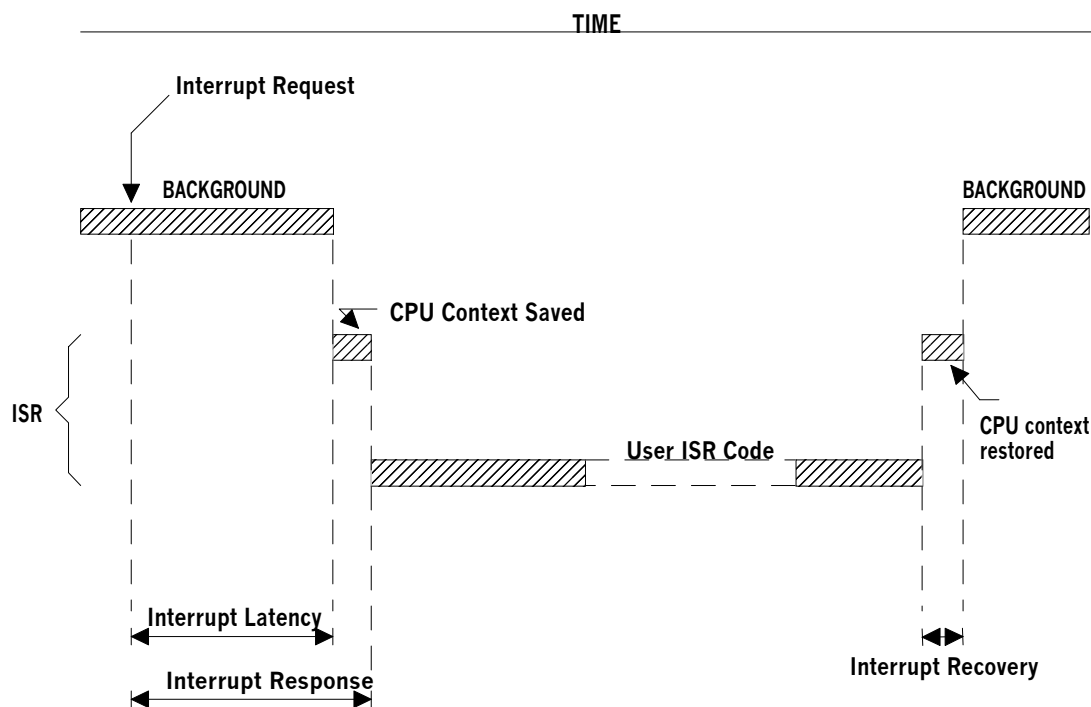 TIME
Interrupt Request
BACKGROUND
BACKGROUND
CPU Context Saved
ISR
CPU context
restored
User ISR Code
Interrupt Latency
Interrupt Recovery
Interrupt Response